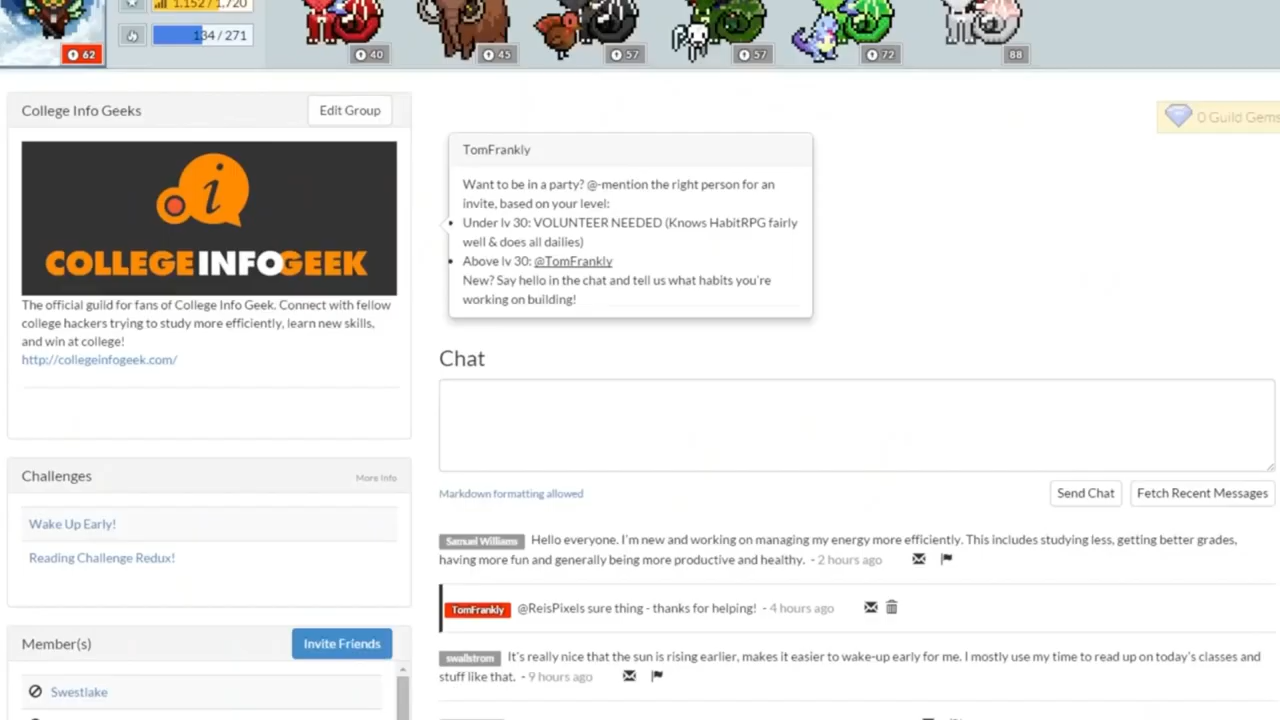 1,152 / 1,720
134 / 271
62
40
45
57
57
72
88
College Info Geeks
Edit Group
0 Guild Gems
i
COLLEGEINFOGEEK
The official guild for fans of College Info Geek. Connect with fellow
college hackers trying to study more efficiently, learn new skills,
and win at college!
http://collegeinfogeek.com/
TomFrankly
Want to be in a party? @-mention the right person for an
invite, based on your level:
Under lv 30: VOLUNTEER NEEDED (Knows HabitRPG fairly
well & does all dailies)
Above lv 30: @TomFrankly
New? Say hello in the chat and tell us what habits you're
working on building!
Chat
Markdown formatting allowed
Send Chat
Fetch Recent Messages
Challenges
More Info
Wake Up Early!
Reading Challenge Redux!
Member(s)
Invite Friends
Swestlake
Samuel Williams Hello everyone. I'm new and working on managing my energy more efficiently. This includes studying less, getting better grades,
having more fun and generally being more productive and healthy. - 2 hours ago
TomFrankly @ReisPixels sure thing - thanks for helping! - 4 hours ago
swallstrom It's really nice that the sun is rising earlier, makes it easier to wake-up early for me. I mostly use my time to read up on today's classes and
stuff like that. - 9 hours ago